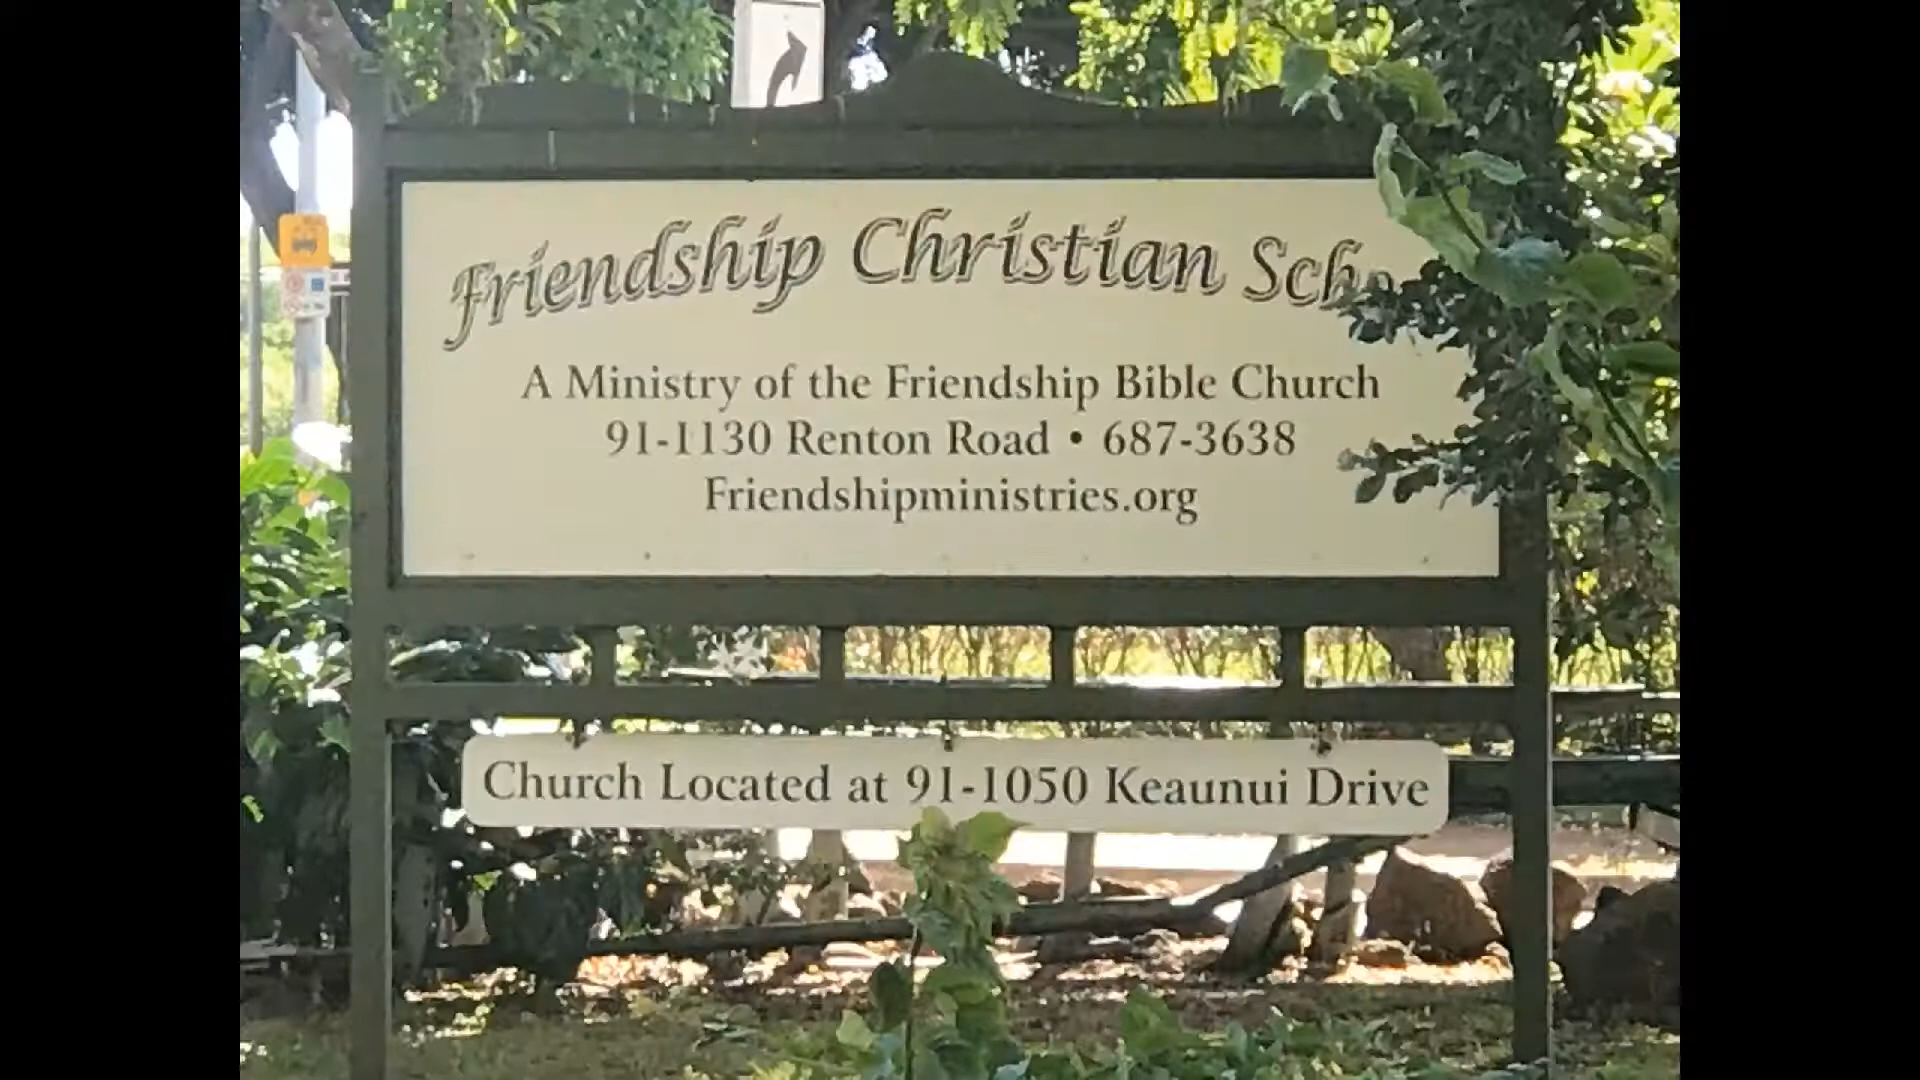 Friendship Christian Scho
A Ministry of the Friendship Bible Church
91-1130 Renton Road • 687-3638
Friendshipministries.org
Church Located at 91-1050 Keaunui Drive